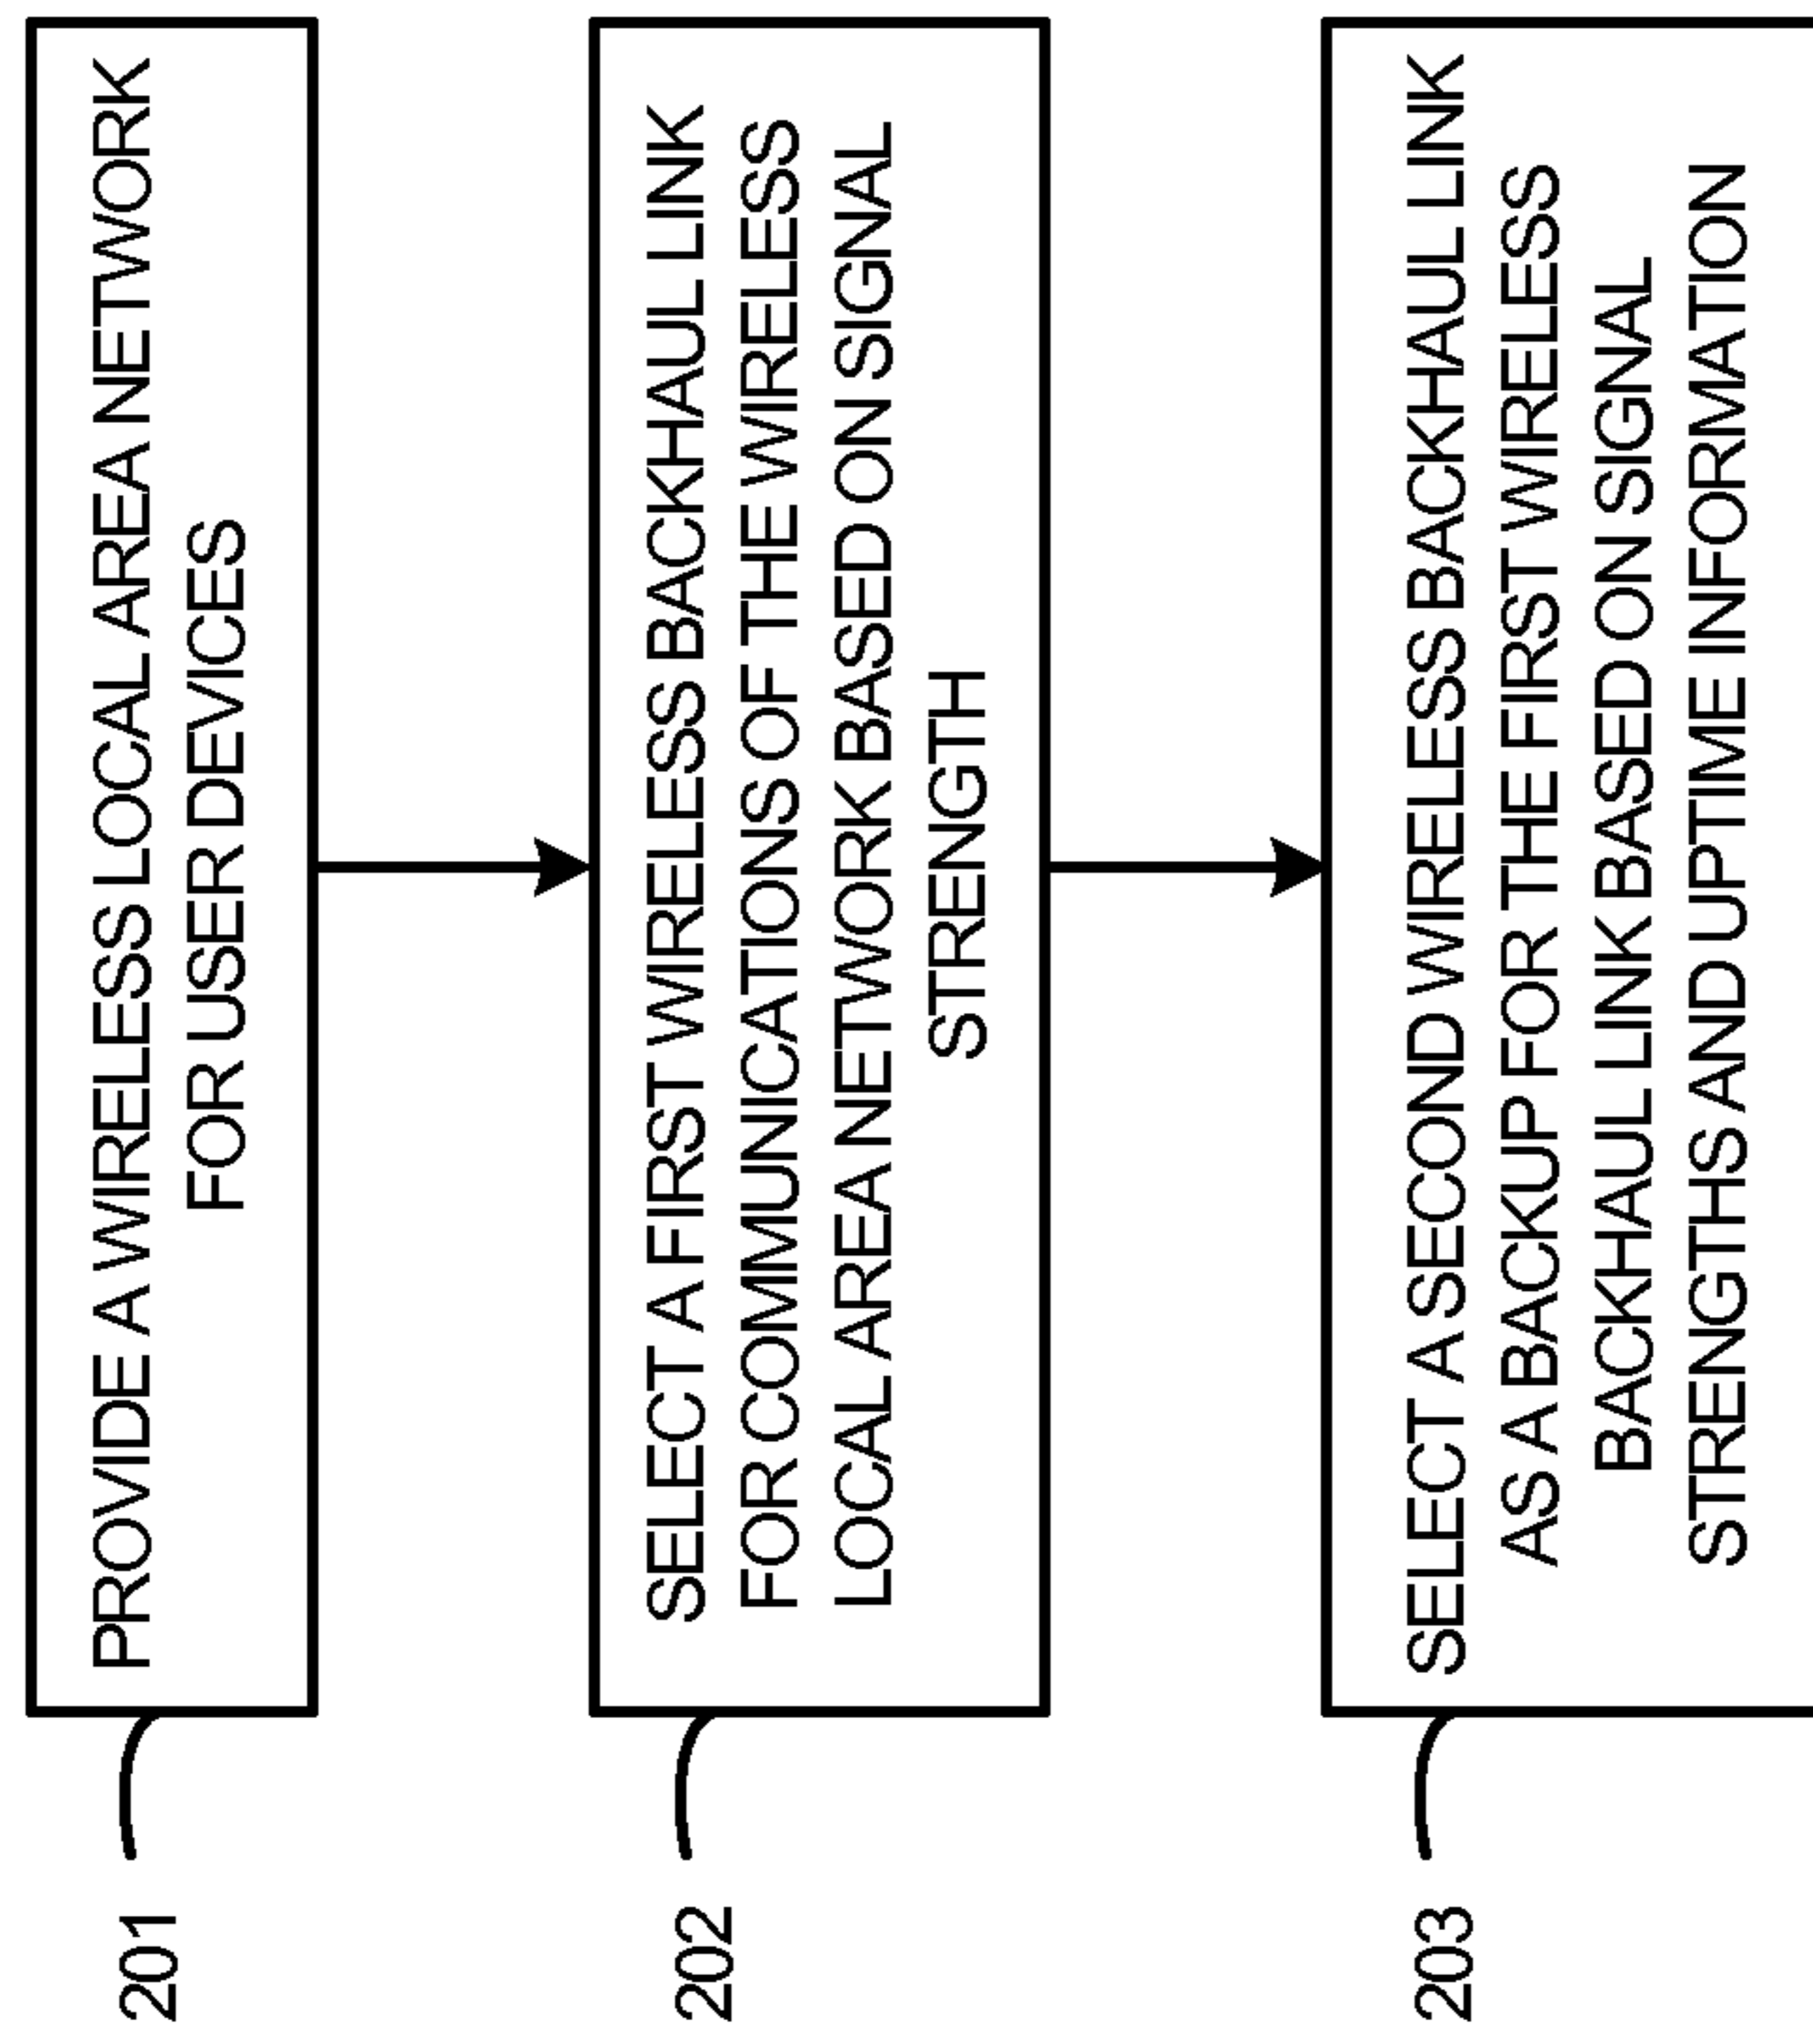 201
PROVIDE A WIRELESS LOCAL AREA NETWORK
FOR USER DEVICES
202
SELECT A FIRST WIRELESS BACKHAUL LINK
FOR COMMUNICATIONS OF THE WIRELESS
LOCAL AREA NETWORK BASED ON SIGNAL
STRENGTH
203
SELECT A SECOND WIRELESS BACKHAUL LINK
AS A BACKUP FOR THE FIRST WIRELESS
BACKHAUL LINK BASED ON SIGNAL
STRENGTHS AND UPTIME INFORMATION